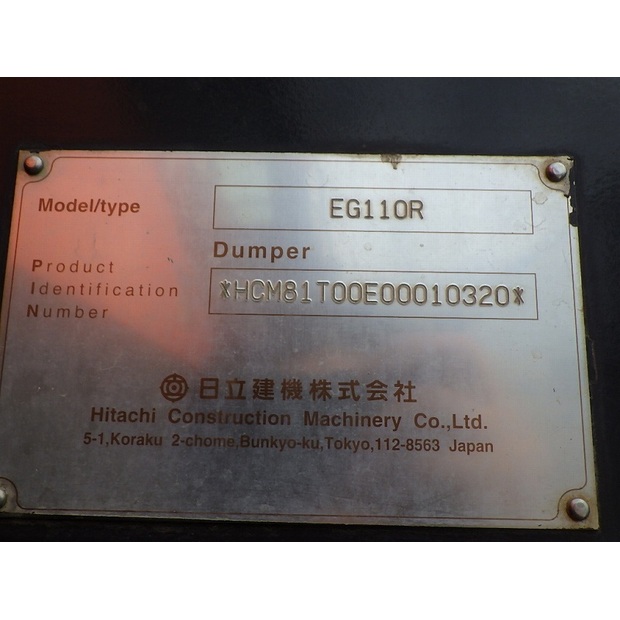 Model/type EG110R
Dumper
Product
Identification *HCM81T00E00010320*
Number
日立建機株式会社
Hitachi Construction Machinery Co.,Ltd.
5-1,Koraku 2-chome,Bunkyo-ku,Tokyo,112-8563 Japan